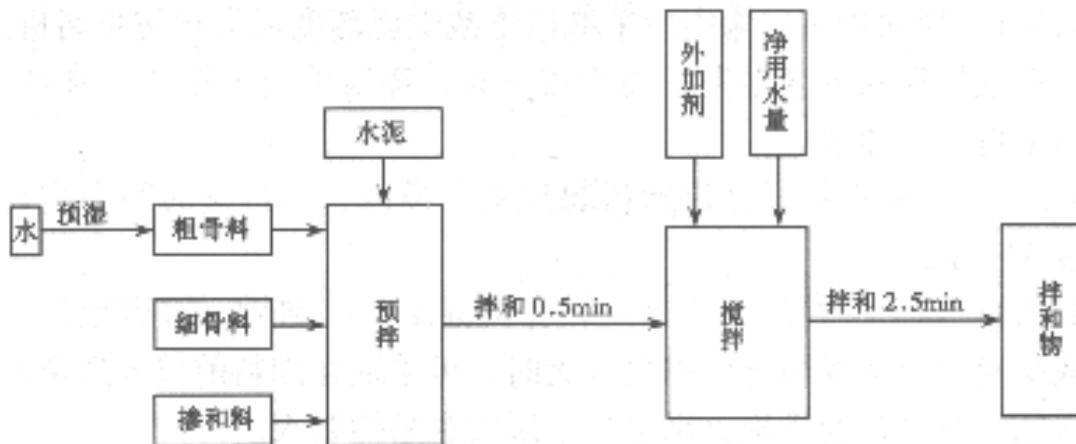 外加剂
净用水量
水泥
水
预湿
粗骨料
细骨料
掺和料
预拌
拌和 0.5min
搅拌
拌和 2.5min
拌和物